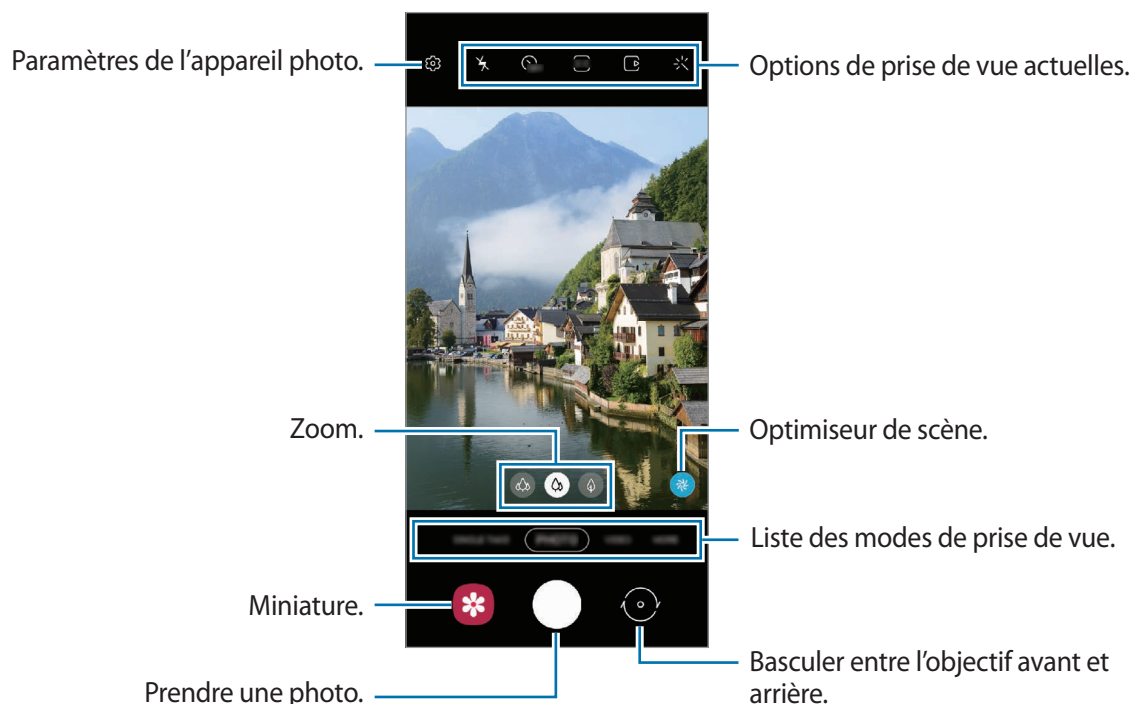 Paramètres de l'appareil photo.
Options de prise de vue actuelles.
Zoom.
Optimiseur de scène.
Liste des modes de prise de vue.
Miniature.
Basculer entre l'objectif avant et
arrière.
Prendre une photo.